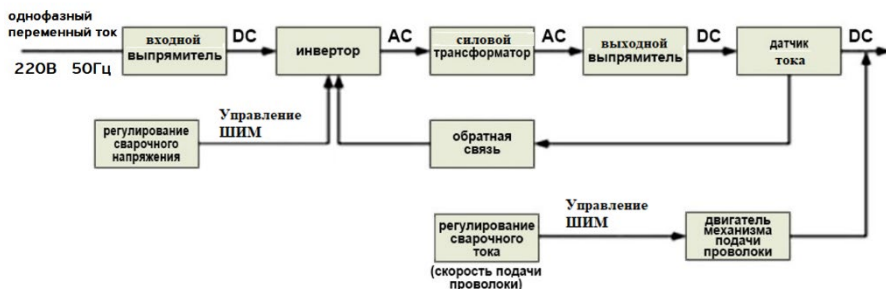 однофазный
переменный ток
220В 50Гц
входной
выпрямитель
DC
инвертор
AC
силовой
трансформатор
AC
выходной
выпрямитель
DC
датчик
тока
DC
Управление
ШИМ
регулирование
сварочного
напряжения
обратная
связь
Управление
ШИМ
регулирование
сварочного
тока
(скорость подачи
проволоки)
двигатель
механизма
подачи
проволоки